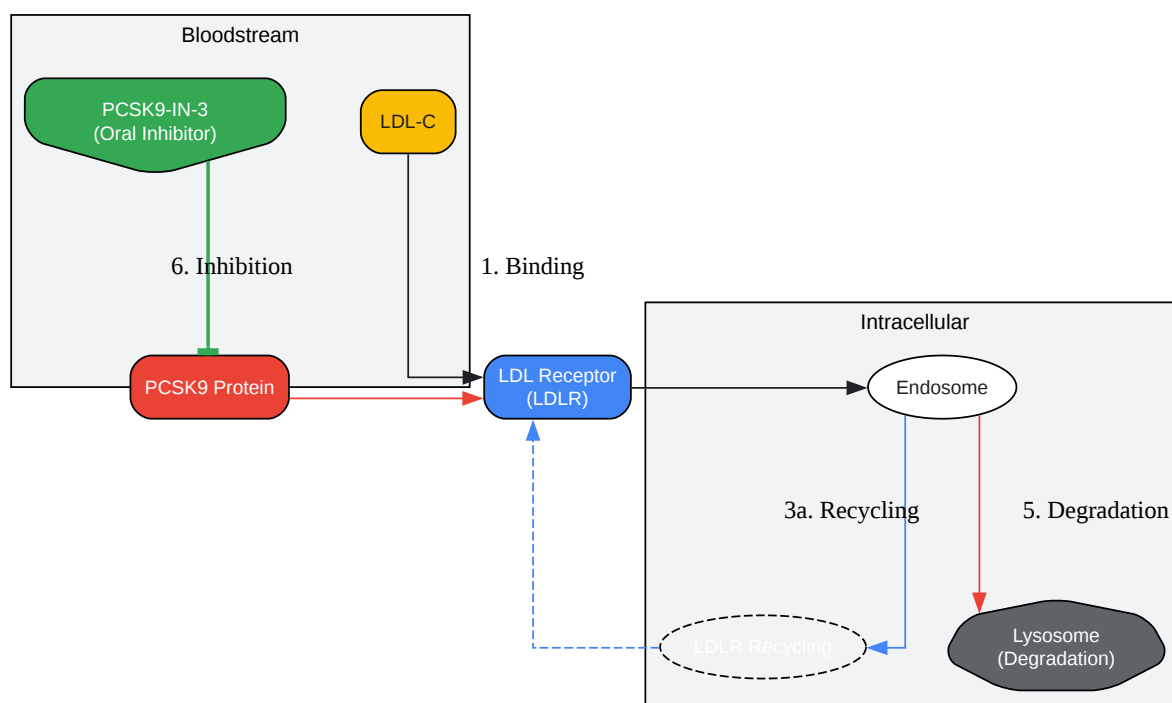 Bloodstream
PCSK9-IN-3
(Oral Inhibitor)
LDL-C
6. Inhibition
1. Binding
Intracellular
PCSK9 Protein
LDL Receptor
(LDLR)
Endosome
3a. Recycling
5. Degradation
LDLR Recycling
Lysosome
(Degradation)